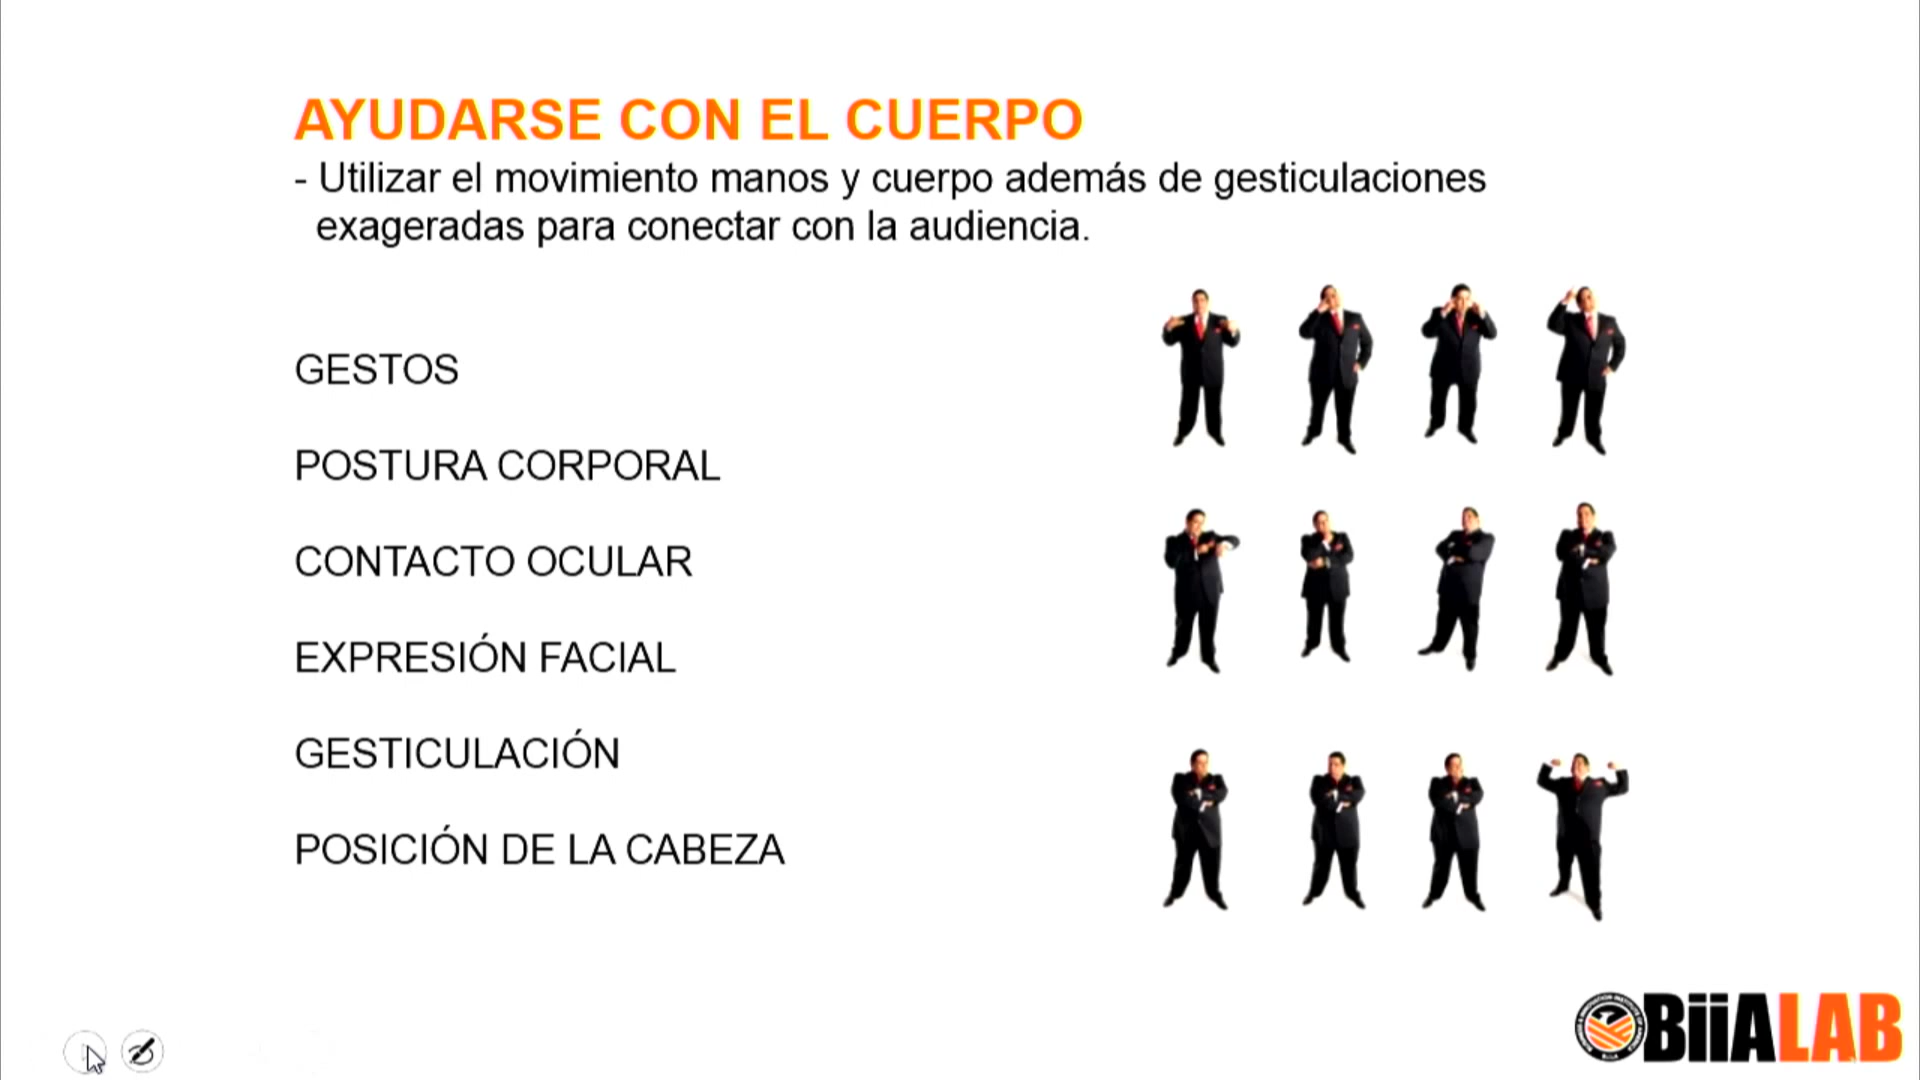 AYUDARSE CON EL CUERPO
- Utilizar el movimiento manos y cuerpo además de gesticulaciones
exageradas para conectar con la audiencia.
GESTOS
POSTURA CORPORAL
CONTACTO OCULAR
EXPRESIÓN FACIAL
GESTICULACIÓN
POSICIÓN DE LA CABEZA
BiiALAB